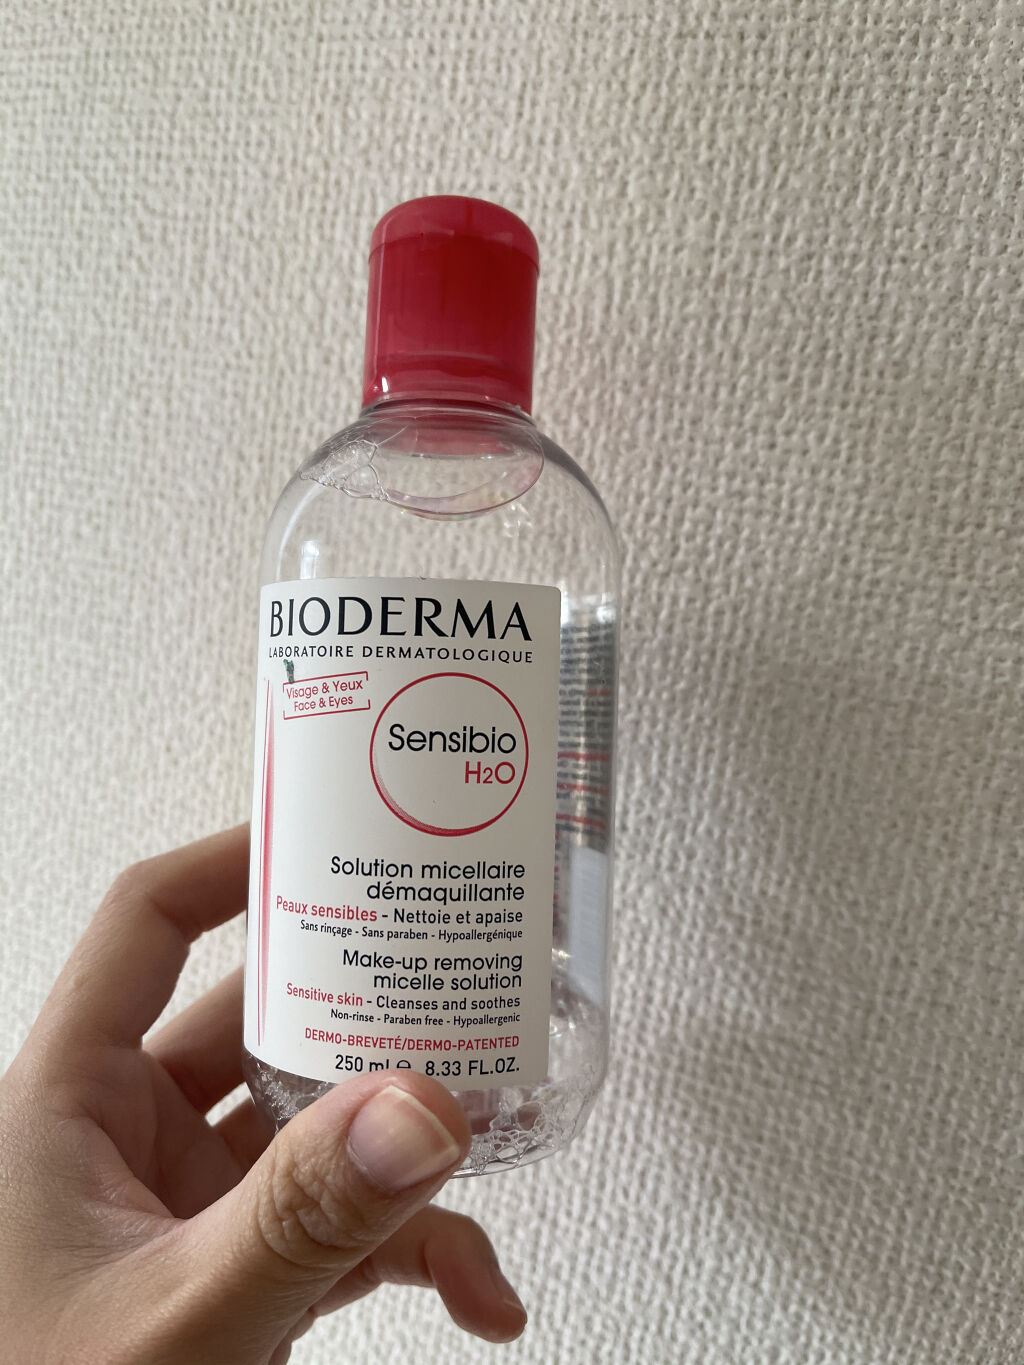 BIODERMA
LABORATOIRE DERMATOLOGIQUE
Visage & Yeux
Face & Eyes
Sensibio
H2O
Solution micellaire
démaquillante
Peaux sensibles - Nettoie et apaise
Sans rinçage - Sans paraben - Hypoallergénique
Make-up removing
micelle solution
Sensitive skin - Cleanses and soothes
Non-rinse - Paraben free - Hypoallergenic
DERMO-BREVETÉ/DERMO-PATENTED
250 ml ℮ 8.33 FL.OZ.